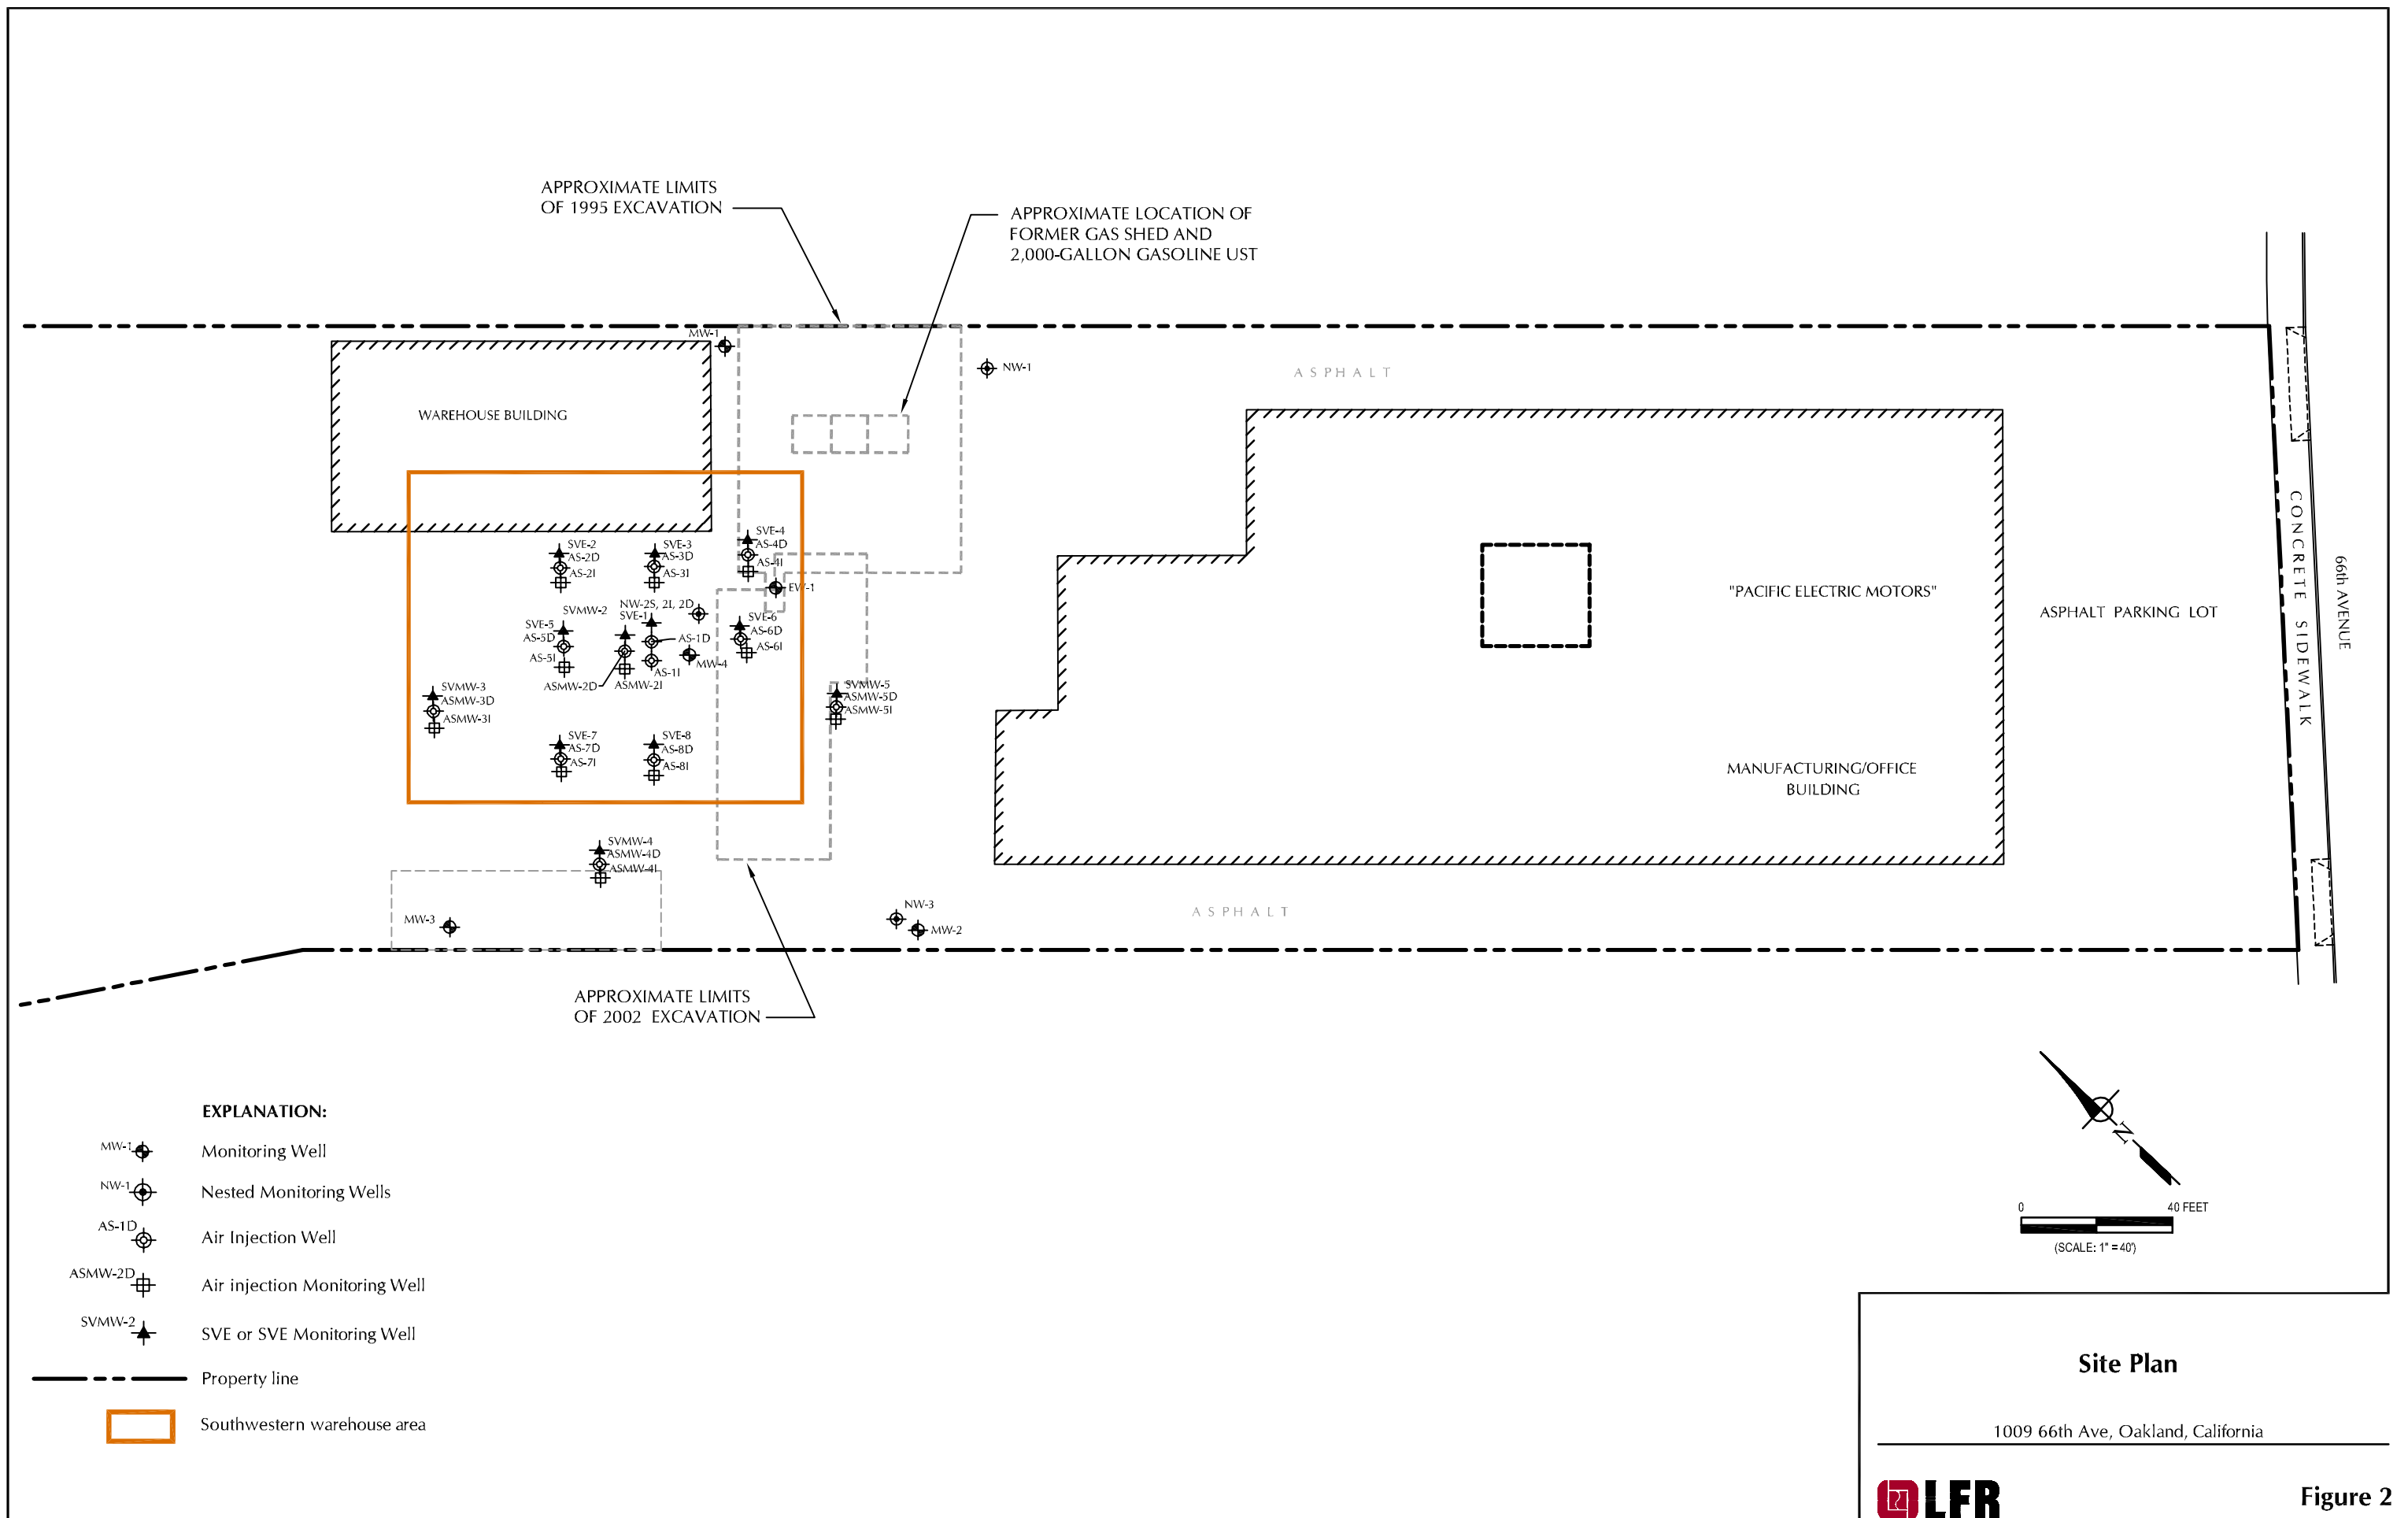 APPROXIMATE LIMITS
OF 1995 EXCAVATION
APPROXIMATE LOCATION OF
FORMER GAS SHED AND
2,000-GALLON GASOLINE UST
MW-1
NW-1
ASPHALT
WAREHOUSE BUILDING
SVE-2
AS-2D
AS-2I
SVE-3
AS-3D
AS-3I
SVE-4
AS-4D
AS-4I
EW-1
SVMW-2
NW-2S, 2I, 2D
SVE-1
SVE-5
AS-5D
AS-5I
AS-1D
AS-1I
MW-4
SVE-6
AS-6D
AS-6I
ASMW-2D
ASMW-2I
SVMW-3
ASMW-3D
ASMW-3I
SVMW-5
ASMW-5D
ASMW-5I
SVE-7
AS-7D
AS-7I
SVE-8
AS-8D
AS-8I
SVMW-4
ASMW-4D
ASMW-4I
MW-3
NW-3
MW-2
ASPHALT
"PACIFIC ELECTRIC MOTORS"
MANUFACTURING/OFFICE
BUILDING
ASPHALT PARKING LOT
CONCRETE SIDEWALK
66th AVENUE
APPROXIMATE LIMITS
OF 2002 EXCAVATION
EXPLANATION:
MW-1 Monitoring Well
NW-1 Nested Monitoring Wells
AS-1D Air Injection Well
ASMW-2D Air injection Monitoring Well
SVMW-2 SVE or SVE Monitoring Well
Property line
Southwestern warehouse area
N
0 40 FEET
(SCALE: 1" = 40')
Site Plan
1009 66th Ave, Oakland, California
LFR
Figure 2